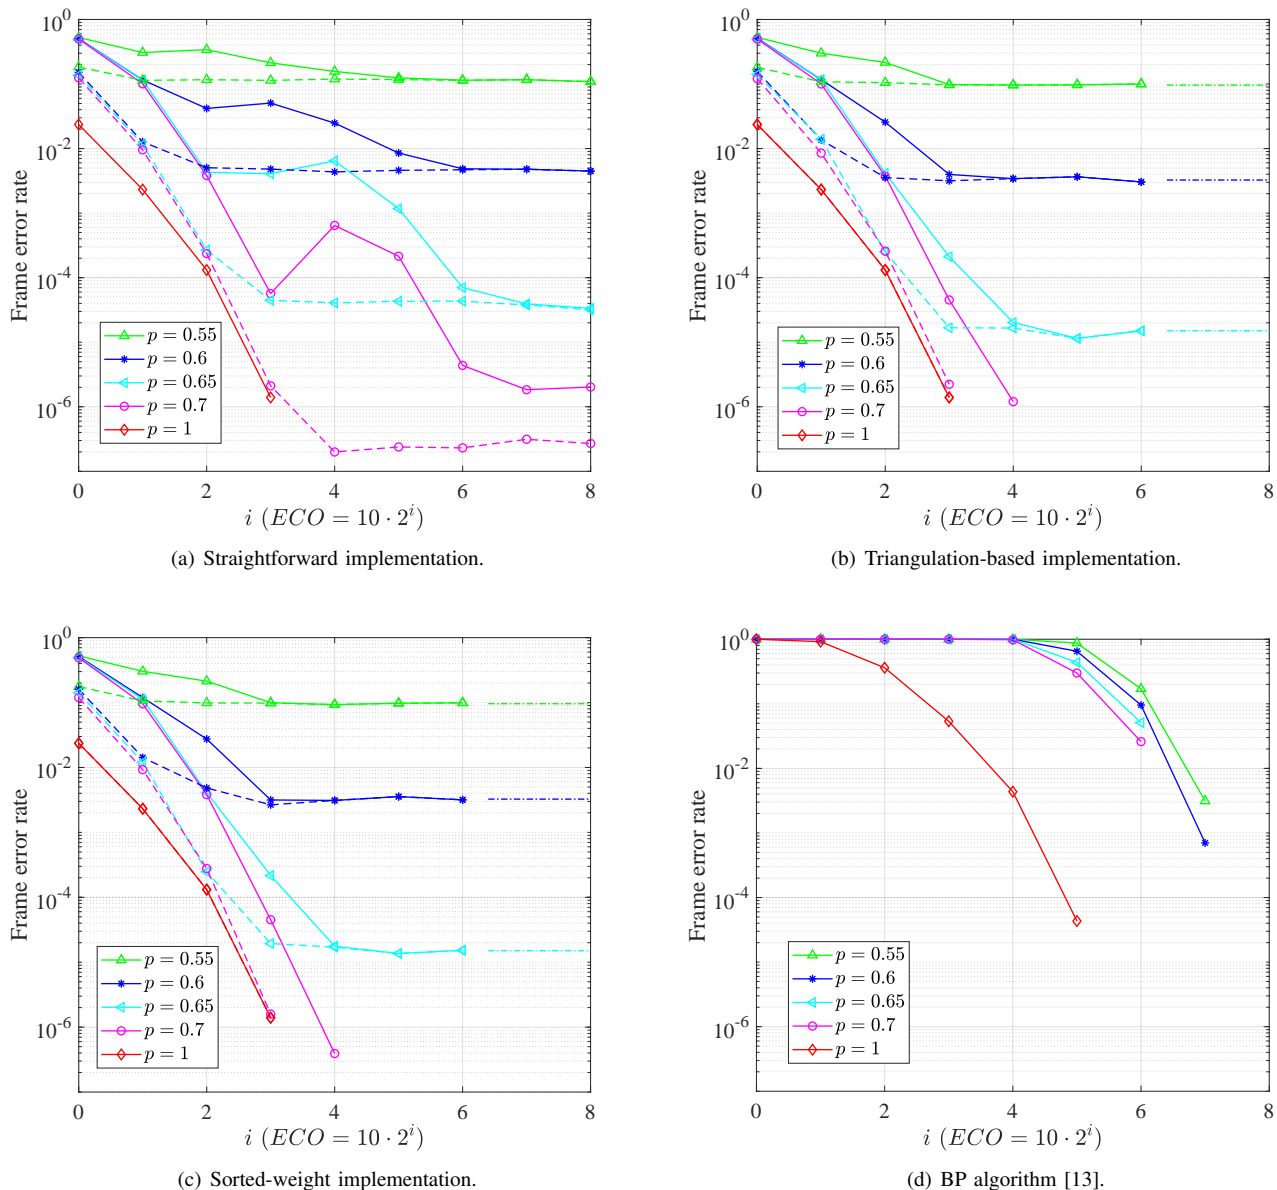 10^0
10^-2
10^-4
10^-6
Frame error rate
p = 0.55
p = 0.6
p = 0.65
p = 0.7
p = 1
0 2 4 6 8
i (ECO = 10 · 2^i)
(a) Straightforward implementation.
10^0
10^-2
10^-4
10^-6
Frame error rate
p = 0.55
p = 0.6
p = 0.65
p = 0.7
p = 1
0 2 4 6 8
i (ECO = 10 · 2^i)
(b) Triangulation-based implementation.
10^0
10^-2
10^-4
10^-6
Frame error rate
p = 0.55
p = 0.6
p = 0.65
p = 0.7
p = 1
0 2 4 6 8
i (ECO = 10 · 2^i)
(c) Sorted-weight implementation.
10^0
10^-2
10^-4
10^-6
Frame error rate
p = 0.55
p = 0.6
p = 0.65
p = 0.7
p = 1
0 2 4 6 8
i (ECO = 10 · 2^i)
(d) BP algorithm [13].